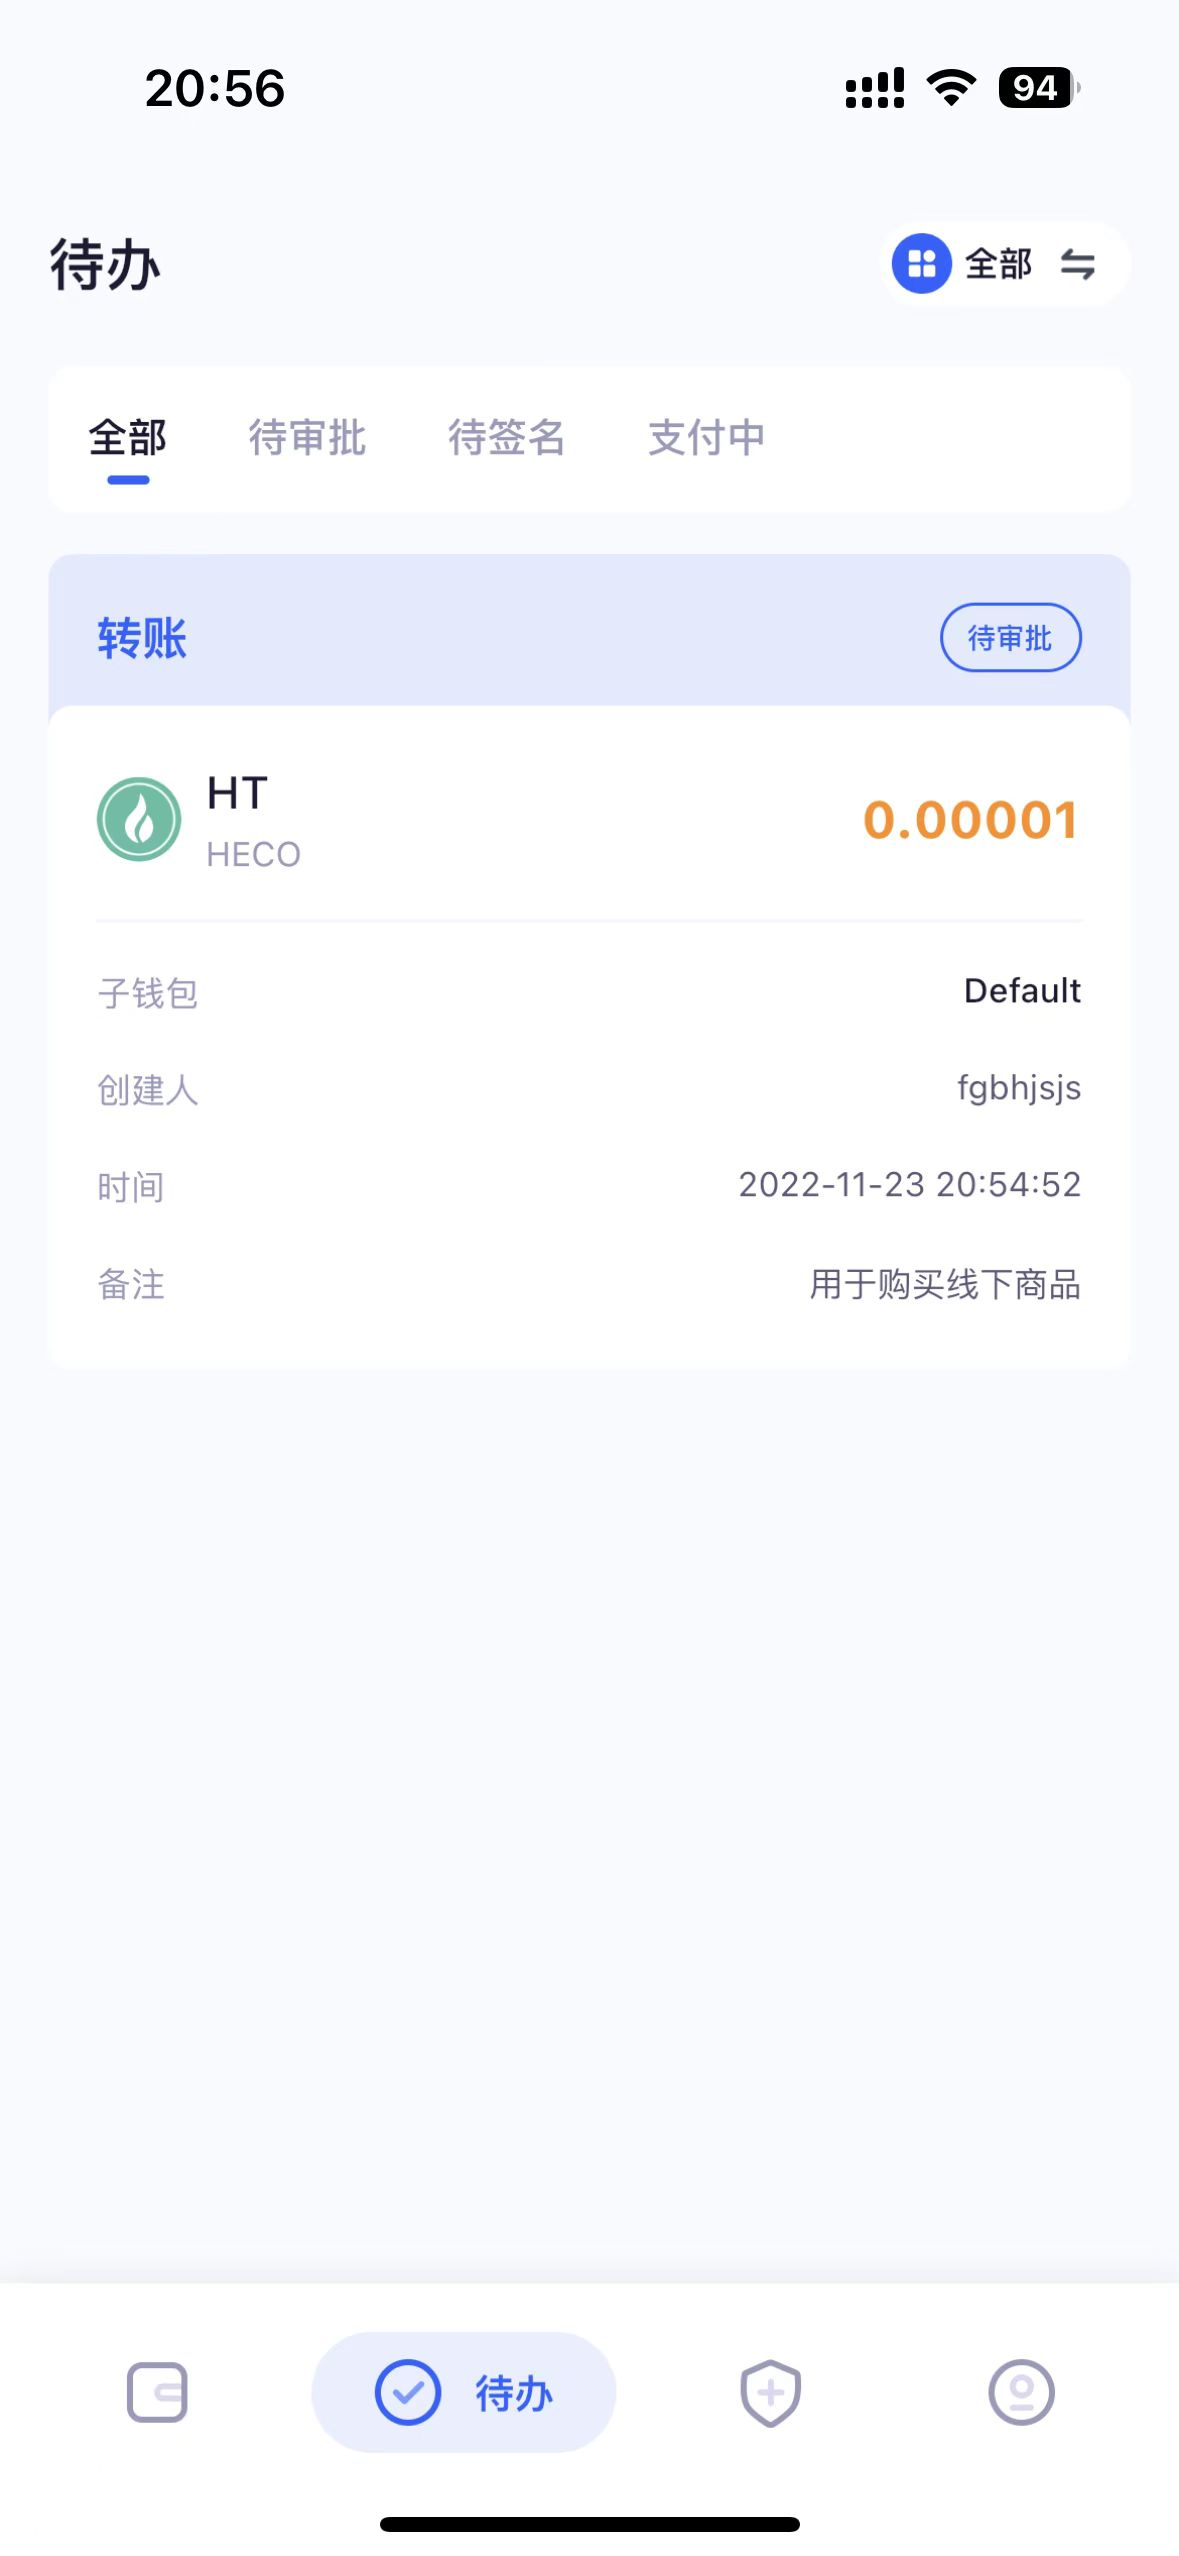 20:56
94
待办
全部
全部 待审批 待签名 支付中
转账
待审批
HT
HECO
0.00001
子钱包 Default
创建人 fgbhjsjs
时间 2022-11-23 20:54:52
备注 用于购买线下商品
待办